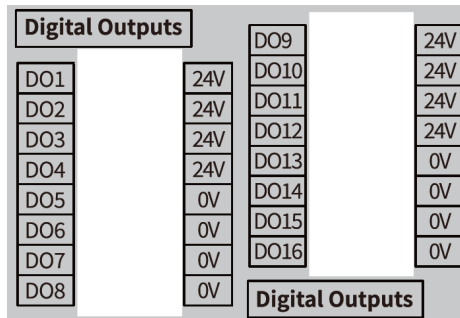 Digital Outputs
DO1 24V
DO2 24V
DO3 24V
DO4 24V
DO5 0V
DO6 0V
DO7 0V
DO8 0V
DO9 24V
DO10 24V
DO11 24V
DO12 24V
DO13 0V
DO14 0V
DO15 0V
DO16 0V
Digital Outputs